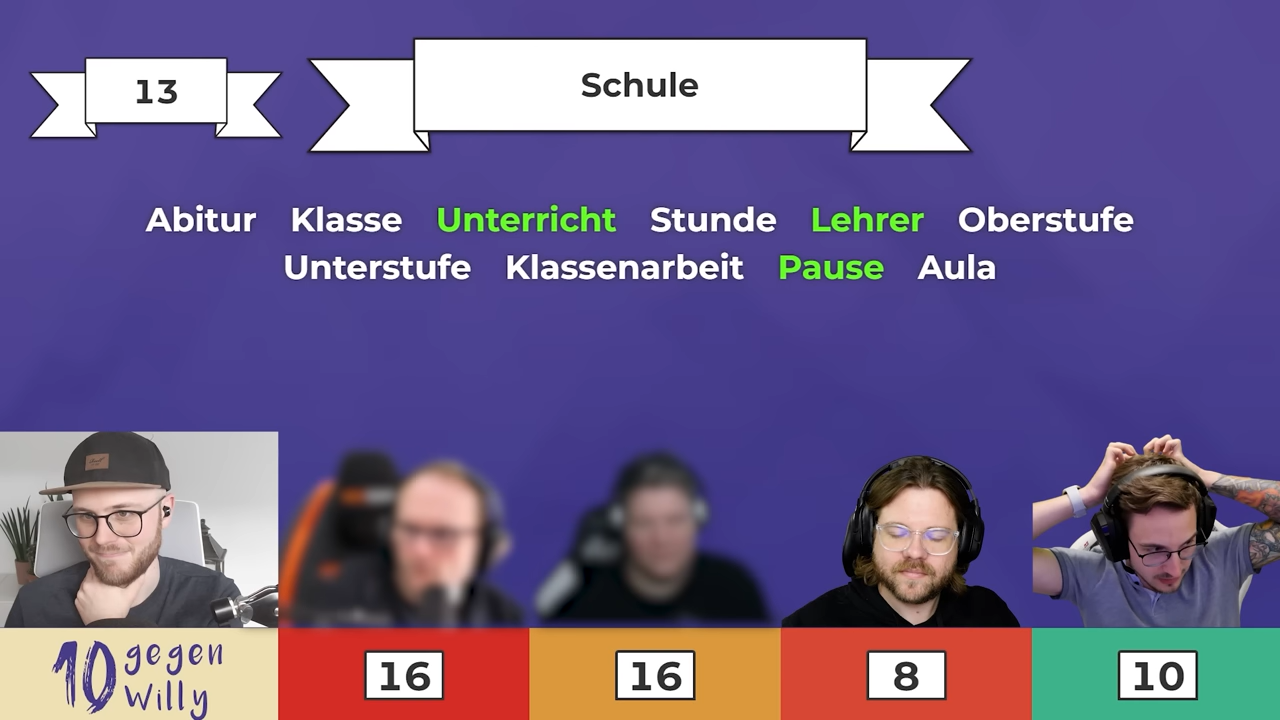 13
Schule
Abitur Klasse Unterricht Stunde Lehrer Oberstufe
Unterstufe Klassenarbeit Pause Aula
10 gegen
Willy
16
16
8
10